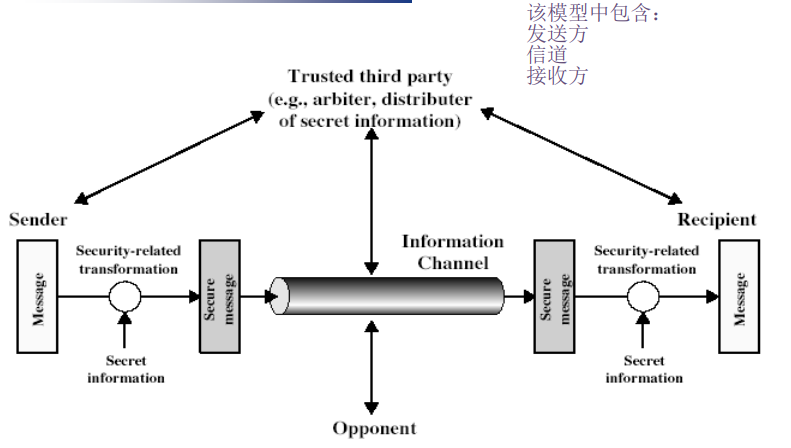 该模型中包含：
发送方
信道
接收方
Trusted third party
(e.g., arbiter, distributer
of secret information)
Sender
Recipient
Security-related
transformation
Information
Channel
Security-related
transformation
Message
Secure
message
Secure
message
Message
Secret
information
Secret
information
Opponent